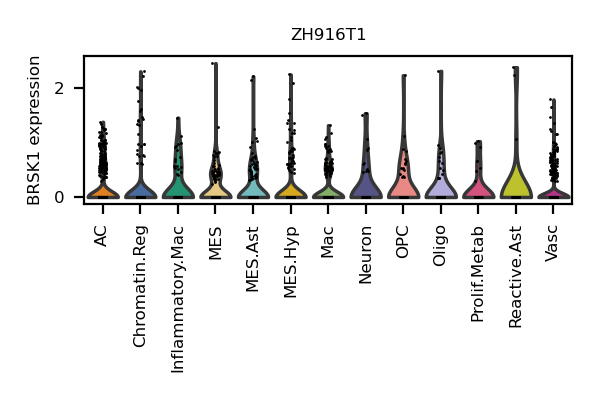 ZH916T1
BRSK1 expression
2
0
AC
Chromatin.Reg
Inflammatory.Mac
MES
MES.Ast
MES.Hyp
Mac
Neuron
OPC
Oligo
Prolif.Metab
Reactive.Ast
Vasc